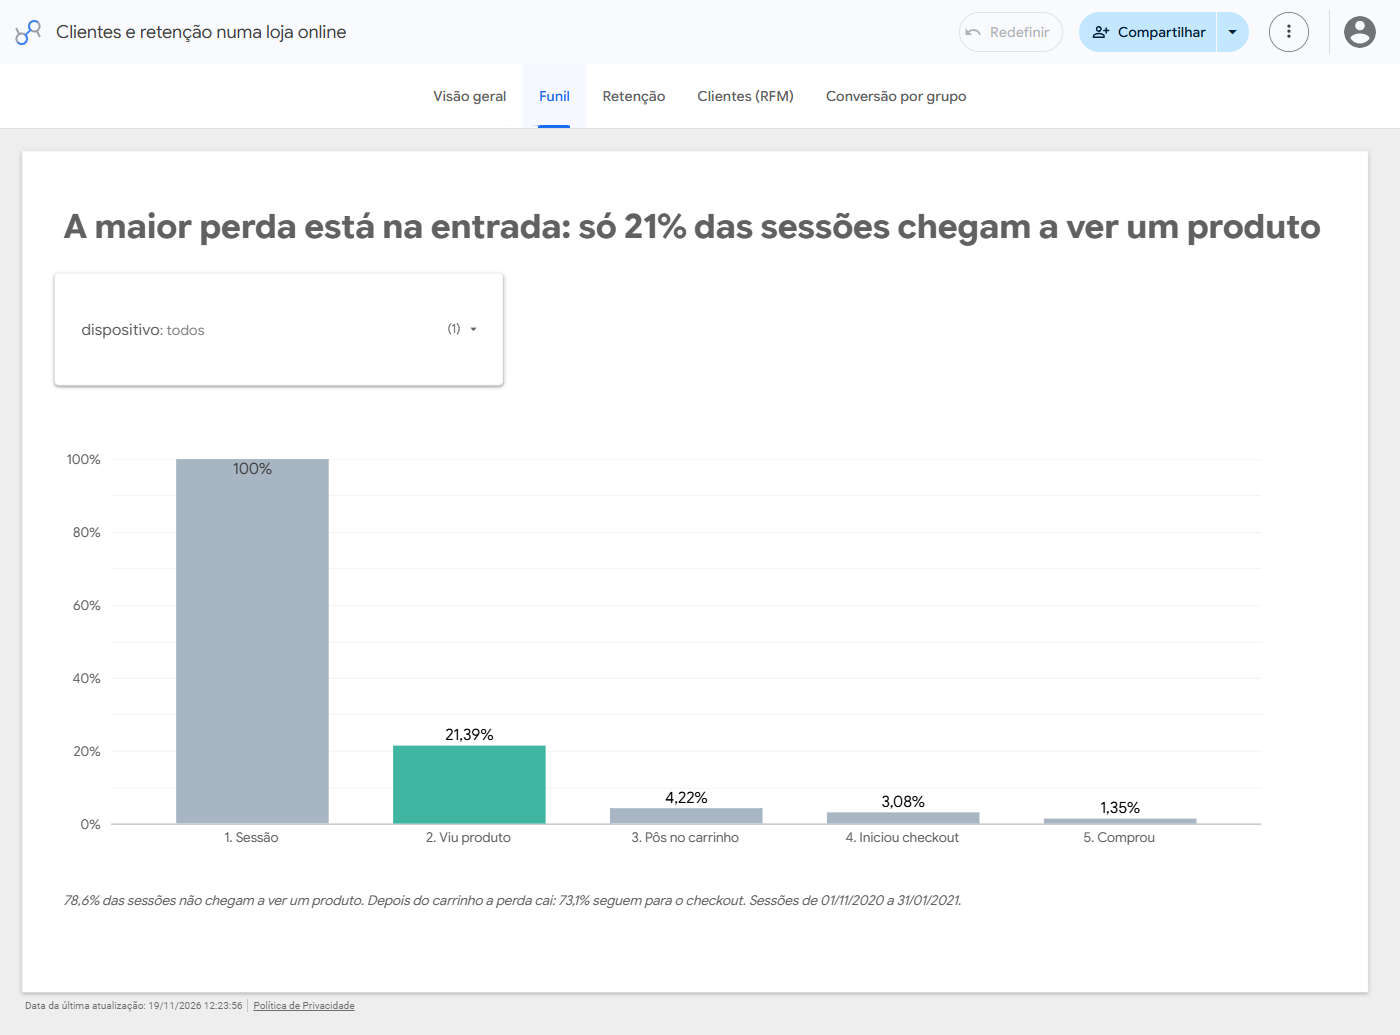 Clientes e retenção numa loja online
Redefinir
Compartilhar
Visão geral
Funil
Retenção
Clientes (RFM)
Conversão por grupo
A maior perda está na entrada: só 21% das sessões chegam a ver um produto
dispositivo: todos (1)
100%
80%
60%
40%
20%
0%
100%
21,39%
4,22%
3,08%
1,35%
1. Sessão
2. Viu produto
3. Pôs no carrinho
4. Iniciou checkout
5. Comprou
78,6% das sessões não chegam a ver um produto. Depois do carrinho a perda cai: 73,1% seguem para o checkout. Sessões de 01/11/2020 a 31/01/2021.
Data da última atualização: 19/11/2026 12:23:56
Política de Privacidade